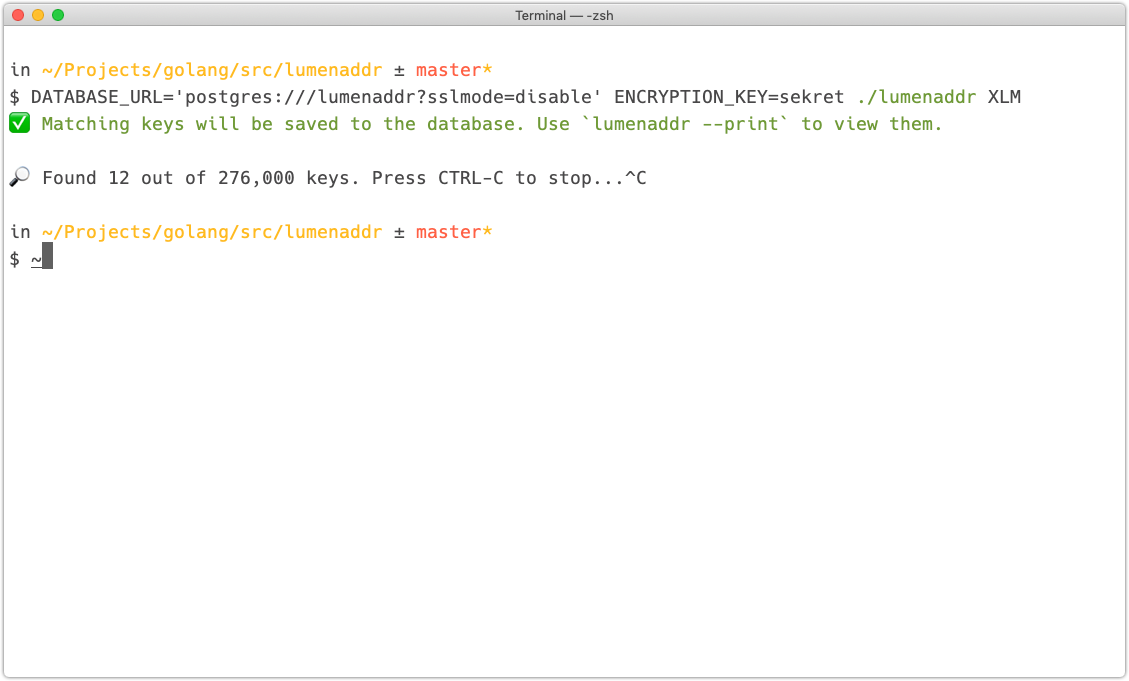 Terminal — -zsh
in ~/Projects/golang/src/lumenaddr ± master*
$ DATABASE_URL='postgres:///lumenaddr?sslmode=disable' ENCRYPTION_KEY=sekret ./lumenaddr XLM
✅ Matching keys will be saved to the database. Use `lumenaddr --print` to view them.
🔎 Found 12 out of 276,000 keys. Press CTRL-C to stop...^C
in ~/Projects/golang/src/lumenaddr ± master*
$ ~